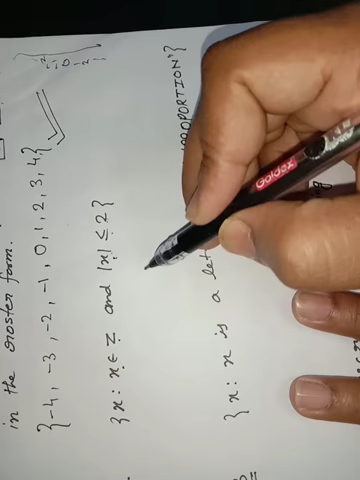 in the roster form.
{-4, -3, -2, -1, 0, 1, 2, 3, 4}
{x : x ∈ Z and |x| ≤ 2}
{x : x is a let PROPORTION'}
Goldex